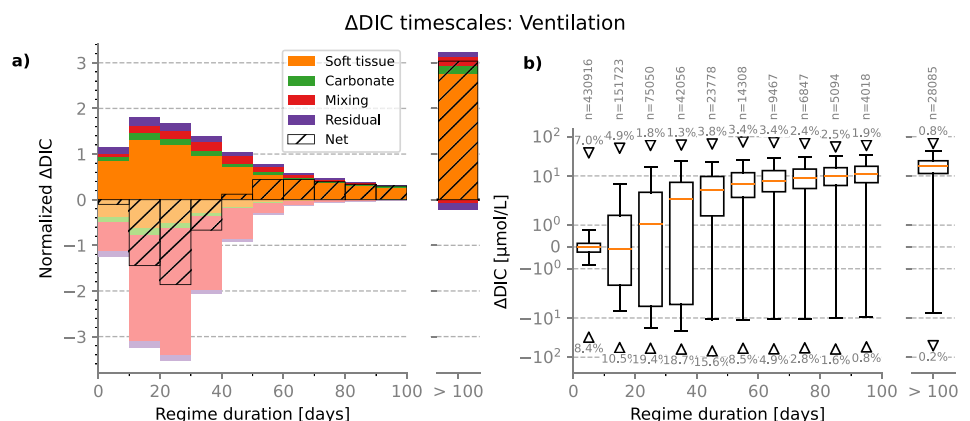 ΔDIC timescales: Ventilation
a)
Normalized ΔDIC
3
2
1
0
−1
−2
−3
Soft tissue
Carbonate
Mixing
Residual
Net
0 20 40 60 80 100
> 100
Regime duration [days]
b)
n=430916
n=151723
n=75050
n=42056
n=23778
n=14308
n=9467
n=6847
n=5094
n=4018
n=28085
ΔDIC [μmol/L]
10²
10¹
10⁰
0
−10⁰
−10¹
−10²
7.0% 4.9% 1.8% 1.3% 3.8% 3.4% 3.4% 2.4% 2.5% 1.9% 0.8%
8.4% 10.5% 19.4% 18.7% 15.6% 8.5% 4.9% 2.8% 1.6% 0.8% 0.2%
0 20 40 60 80 100
> 100
Regime duration [days]